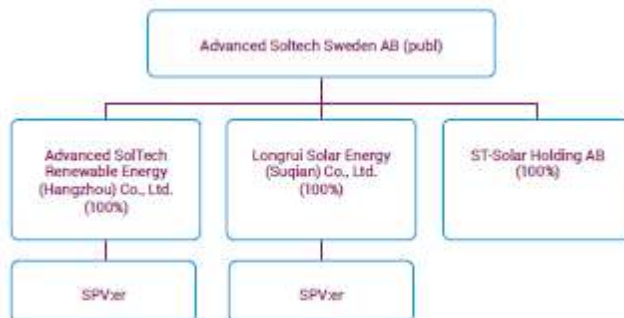 Advanced Soltech Sweden AB (publ)
Advanced SolTech
Renewable Energy
(Hangzhou) Co., Ltd.
(100%)
Longrui Solar Energy
(Suqian) Co., Ltd.
(100%)
ST-Solar Holding AB
(100%)
SPV:er
SPV:er